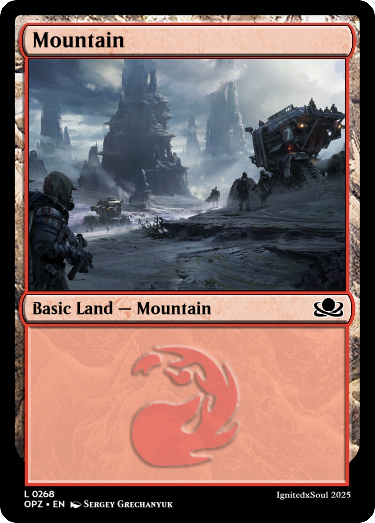 Mountain
Basic Land — Mountain
L 0268
OPZ • EN Sergey Grechanyuk
IgnitedxSoul 2025